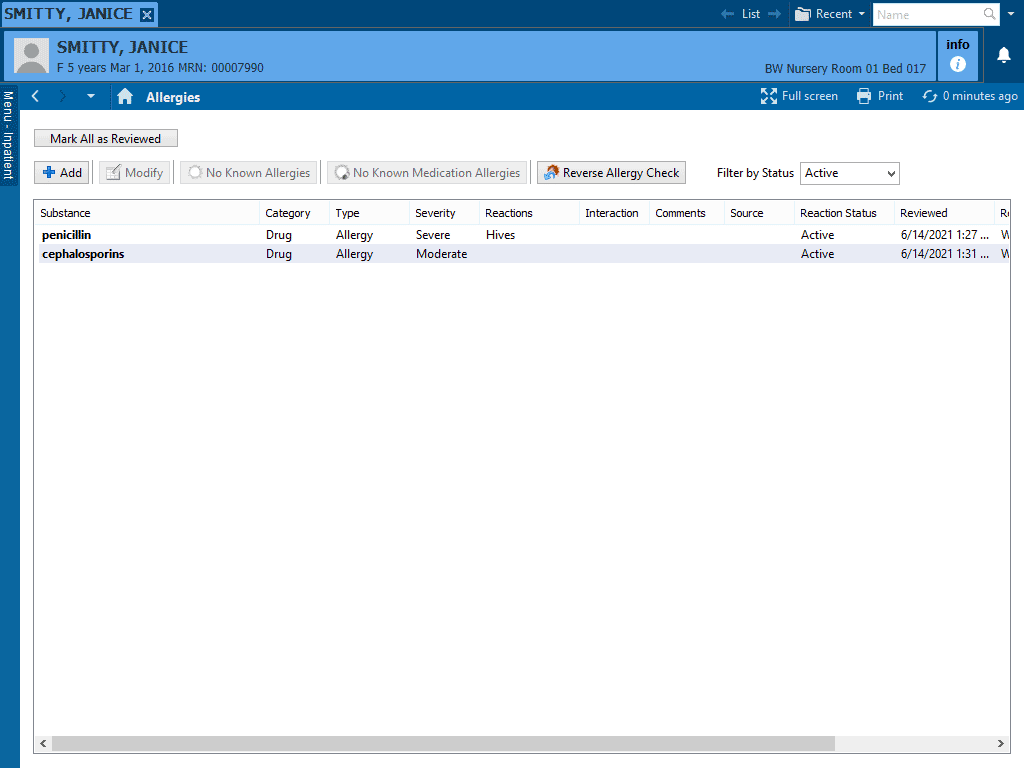 SMITTY, JANICE
List
Recent
Name
SMITTY, JANICE
F 5 years Mar 1, 2016 MRN: 00007990
BW Nursery Room 01 Bed 017
info
Menu - Inpatient
Allergies
Full screen
Print
0 minutes ago
Mark All as Reviewed
Add
Modify
No Known Allergies
No Known Medication Allergies
Reverse Allergy Check
Filter by Status
Active
Substance Category Type Severity Reactions Interaction Comments Source Reaction Status Reviewed
penicillin Drug Allergy Severe Hives Active 6/14/2021 1:27 ...
cephalosporins Drug Allergy Moderate Active 6/14/2021 1:31 ...